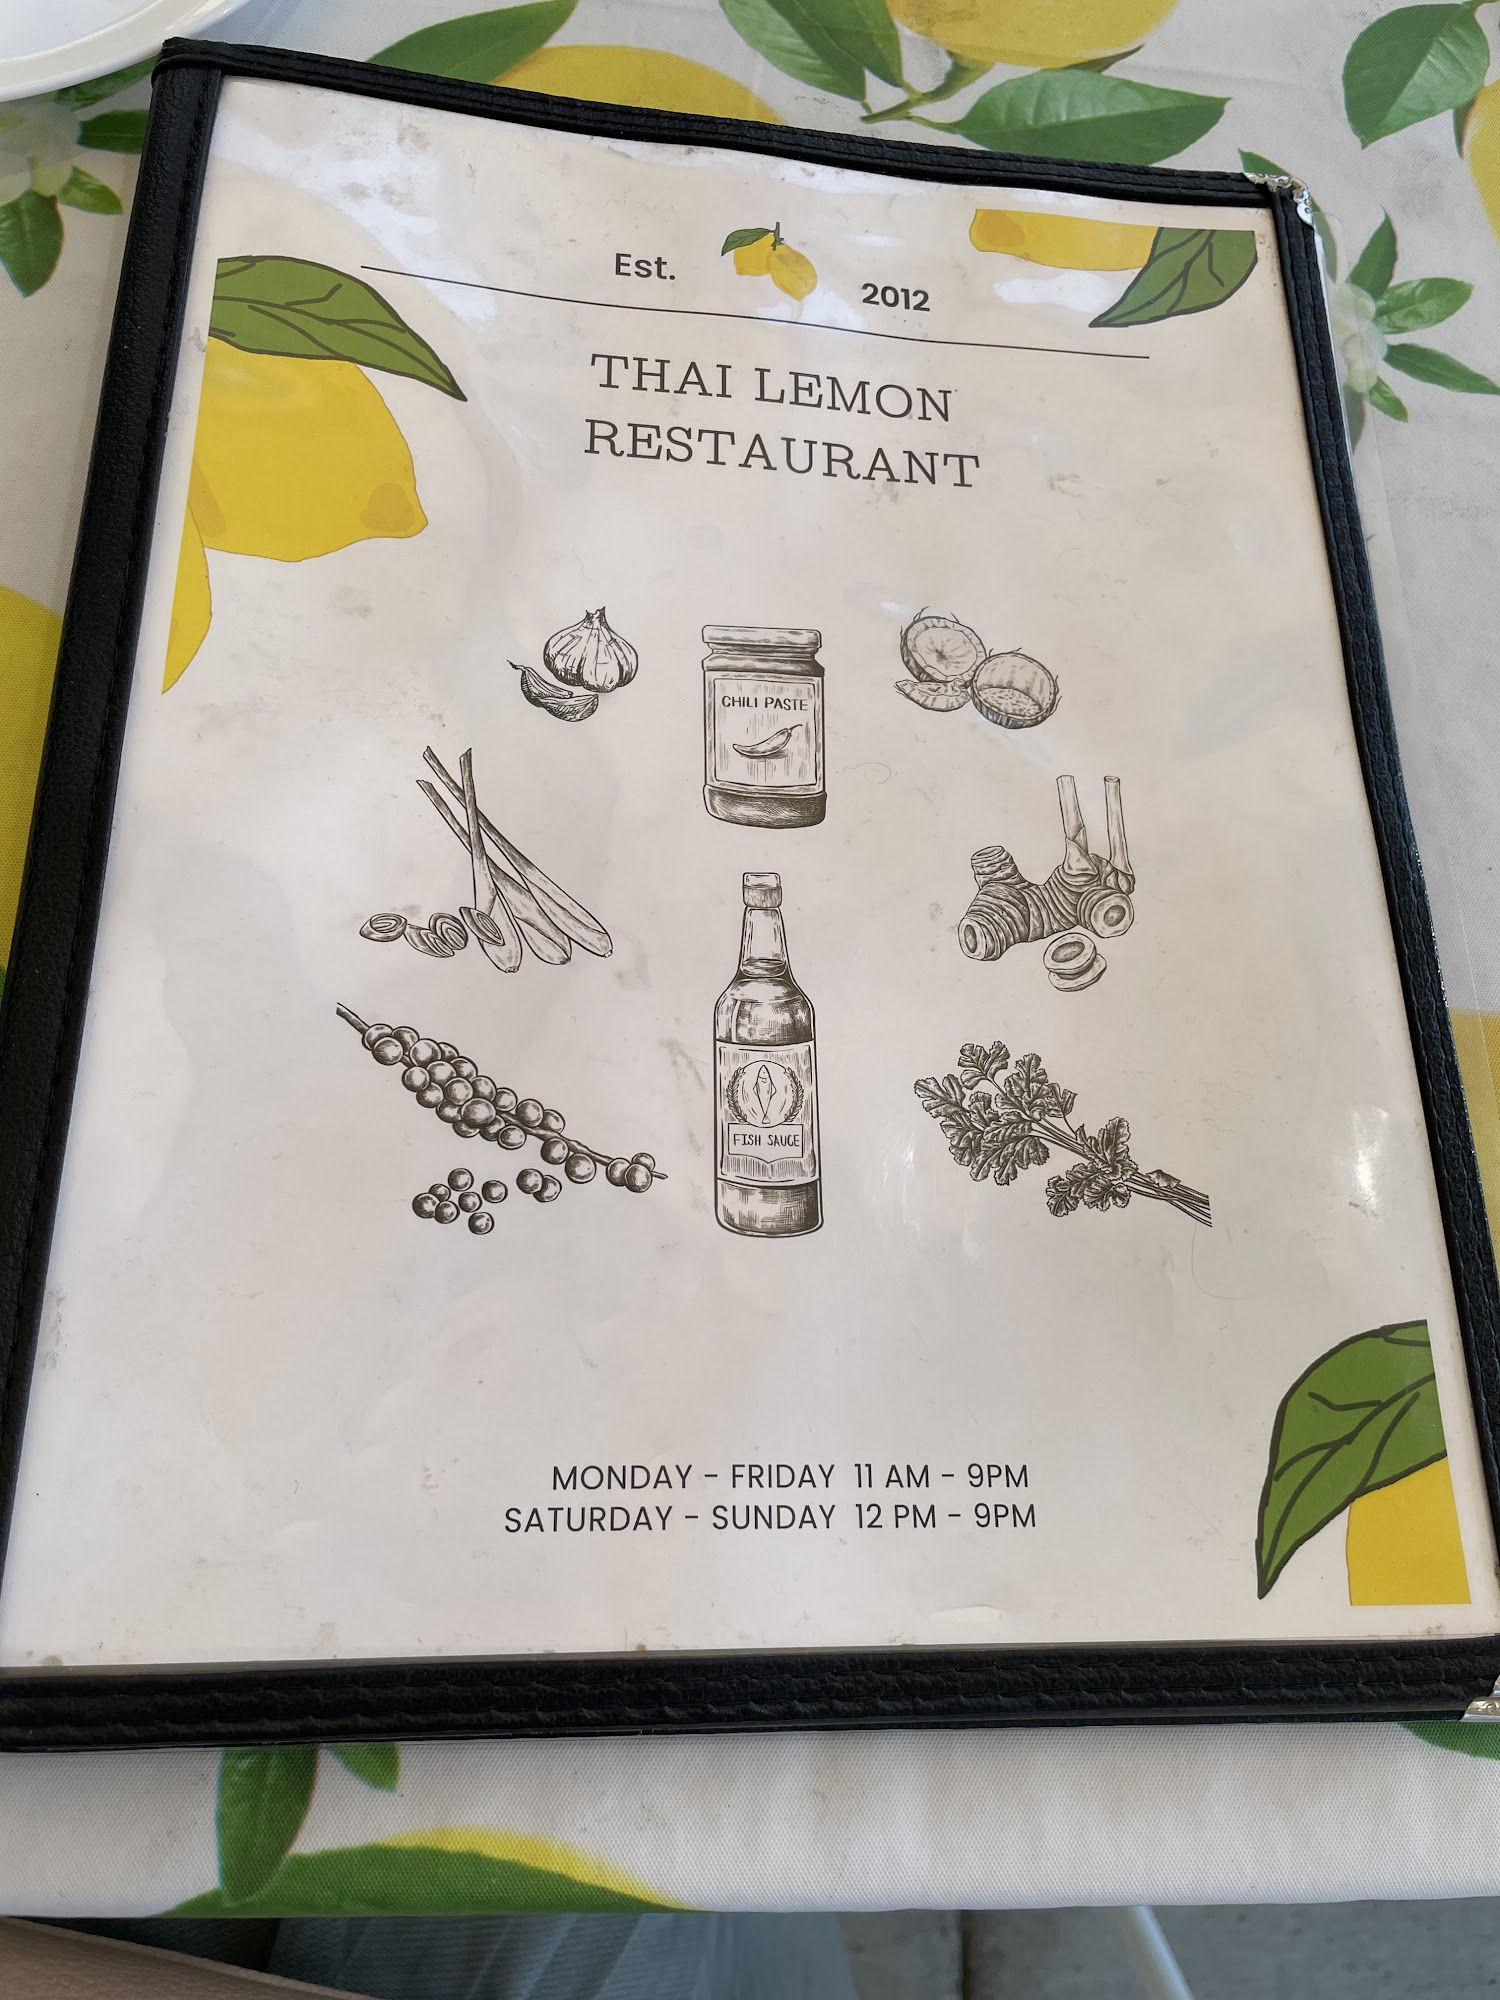 Est. 2012
THAI LEMON
RESTAURANT
CHILI PASTE
FISH SAUCE
MONDAY - FRIDAY 11 AM - 9PM
SATURDAY - SUNDAY 12 PM - 9PM